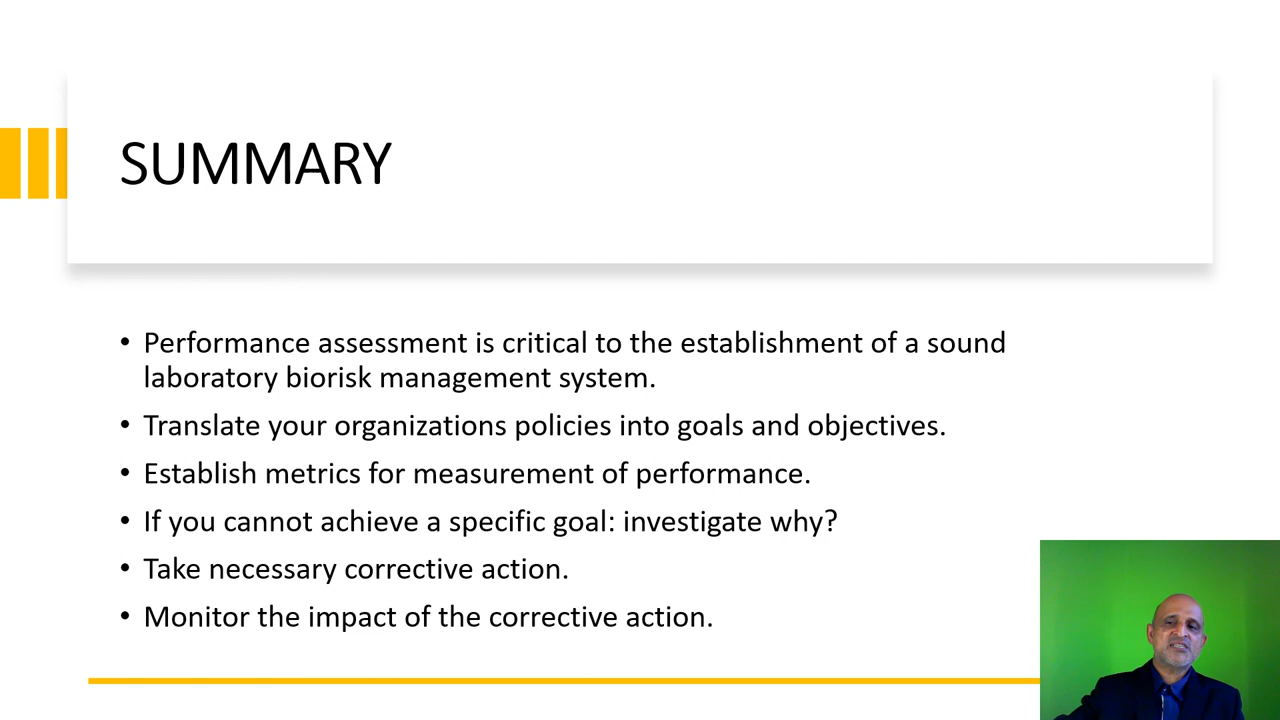 SUMMARY
• Performance assessment is critical to the establishment of a sound
laboratory biorisk management system.
• Translate your organizations policies into goals and objectives.
• Establish metrics for measurement of performance.
• If you cannot achieve a specific goal: investigate why?
• Take necessary corrective action.
• Monitor the impact of the corrective action.